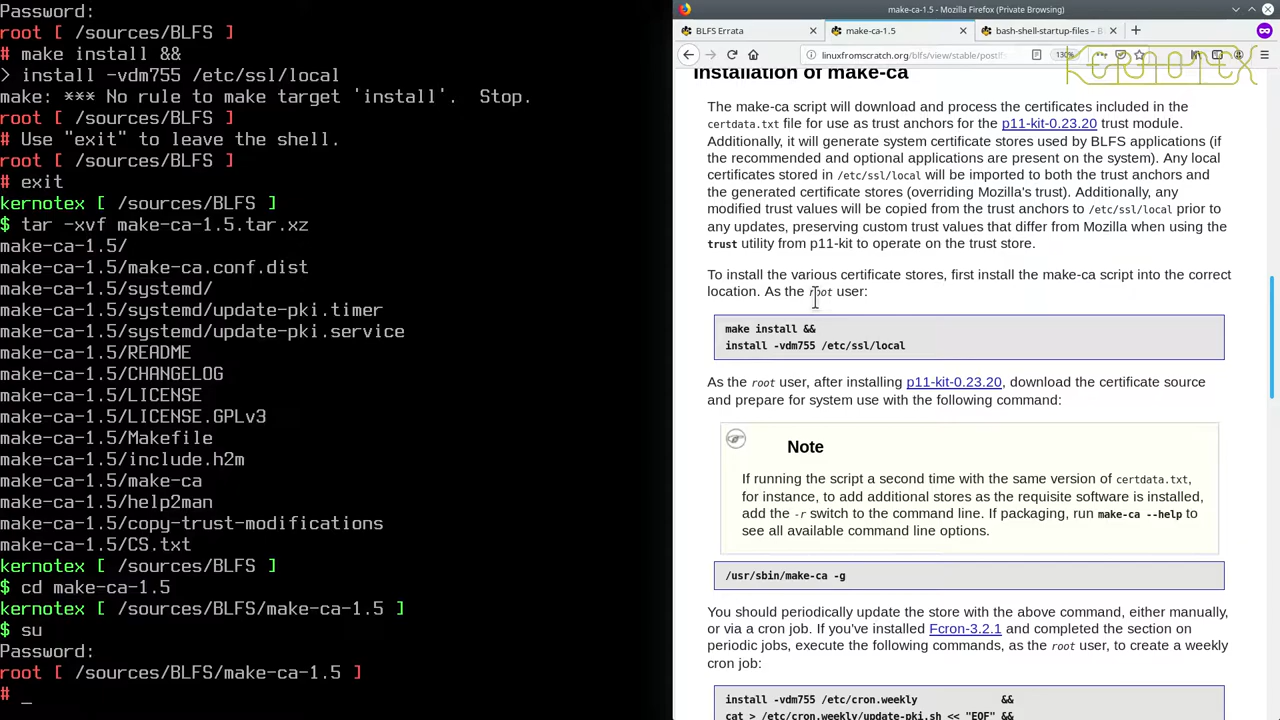 Password:
root [ /sources/BLFS ]
# make install &&
> install -vdm755 /etc/ssl/local
make: *** No rule to make target 'install'.  Stop.
root [ /sources/BLFS ]
# Use "exit" to leave the shell.
root [ /sources/BLFS ]
# exit
kernotex [ /sources/BLFS ]
$ tar -xvf make-ca-1.5.tar.xz
make-ca-1.5/
make-ca-1.5/make-ca.conf.dist
make-ca-1.5/systemd/
make-ca-1.5/systemd/update-pki.timer
make-ca-1.5/systemd/update-pki.service
make-ca-1.5/README
make-ca-1.5/CHANGELOG
make-ca-1.5/LICENSE
make-ca-1.5/LICENSE.GPLv3
make-ca-1.5/Makefile
make-ca-1.5/include.h2m
make-ca-1.5/make-ca
make-ca-1.5/help2man
make-ca-1.5/copy-trust-modifications
make-ca-1.5/CS.txt
kernotex [ /sources/BLFS ]
$ cd make-ca-1.5
kernotex [ /sources/BLFS/make-ca-1.5 ]
$ su
Password:
root [ /sources/BLFS/make-ca-1.5 ]
# _
make-ca-1.5 - Mozilla Firefox (Private Browsing)
BLFS Errata
make-ca-1.5
bash-shell-startup-files – B
linuxfromscratch.org/blfs/view/stable/postlfs
130%
KERNOTEX
Installation of make-ca
The make-ca script will download and process the certificates included in the
certdata.txt file for use as trust anchors for the p11-kit-0.23.20 trust module.
Additionally, it will generate system certificate stores used by BLFS applications (if
the recommended and optional applications are present on the system). Any local
certificates stored in /etc/ssl/local will be imported to both the trust anchors and
the generated certificate stores (overriding Mozilla's trust). Additionally, any
modified trust values will be copied from the trust anchors to /etc/ssl/local prior to
any updates, preserving custom trust values that differ from Mozilla when using the
trust utility from p11-kit to operate on the trust store.
To install the various certificate stores, first install the make-ca script into the correct
location. As the root user:
make install &&
install -vdm755 /etc/ssl/local
As the root user, after installing p11-kit-0.23.20, download the certificate source
and prepare for system use with the following command:
Note
If running the script a second time with the same version of certdata.txt,
for instance, to add additional stores as the requisite software is installed,
add the -r switch to the command line. If packaging, run make-ca --help to
see all available command line options.
/usr/sbin/make-ca -g
You should periodically update the store with the above command, either manually,
or via a cron job. If you've installed Fcron-3.2.1 and completed the section on
periodic jobs, execute the following commands, as the root user, to create a weekly
cron job:
install -vdm755 /etc/cron.weekly &&
cat > /etc/cron.weekly/update-pki.sh << "EOF" &&